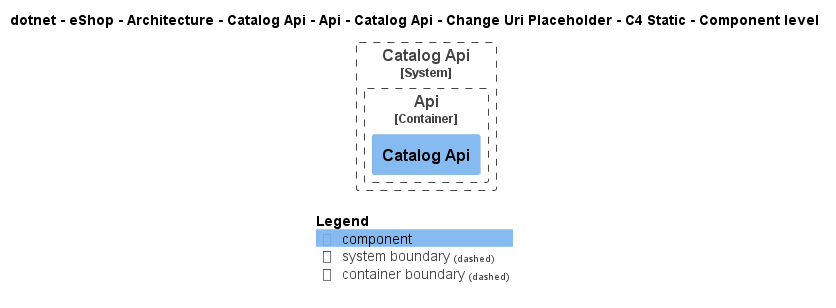 dotnet - eShop - Architecture - Catalog Api - Api - Catalog Api - Change Uri Placeholder - C4 Static - Component level
Catalog Api
[System]
Api
[Container]
Catalog Api
Legend
component
system boundary (dashed)
container boundary (dashed)